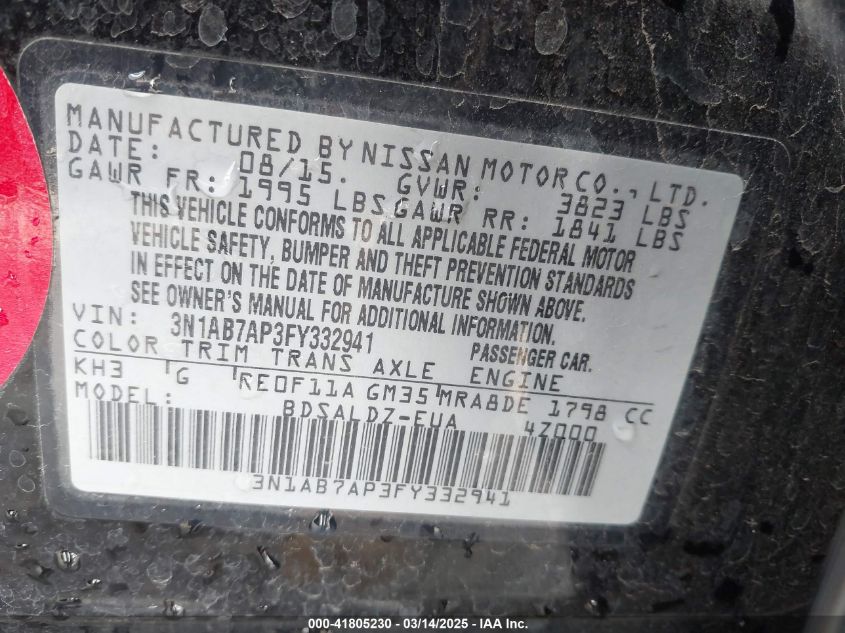 MANUFACTURED BY NISSAN MOTOR CO., LTD.
DATE: 08/15. GVWR: 3823 LBS
GAWR FR: 1995 LBS GAWR RR: 1841 LBS
THIS VEHICLE CONFORMS TO ALL APPLICABLE FEDERAL MOTOR
VEHICLE SAFETY, BUMPER AND THEFT PREVENTION STANDARDS
IN EFFECT ON THE DATE OF MANUFACTURE SHOWN ABOVE.
SEE OWNER'S MANUAL FOR ADDITIONAL INFORMATION.
VIN: 3N1AB7AP3FY332941 PASSENGER CAR.
COLOR TRIM TRANS AXLE ENGINE
KH3 G RE0F11A GM35 MRA8DE 1798 CC
MODEL: BDSALDZ-EUA 4Z000
3N1AB7AP3FY332941
000-41805230 - 03/14/2025 - IAA Inc.